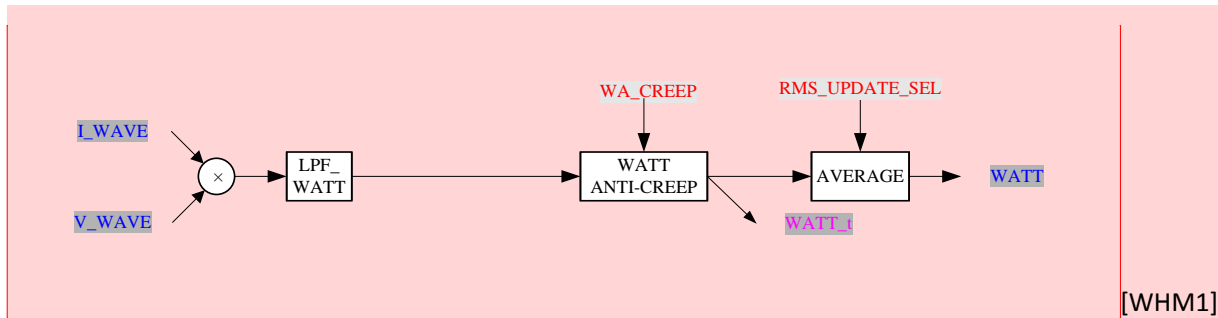 WA_CREEP
RMS_UPDATE_SEL
I_WAVE
×
LPF_
WATT
WATT
ANTI-CREEP
AVERAGE
WATT
V_WAVE
WATT_t
[WHM1]